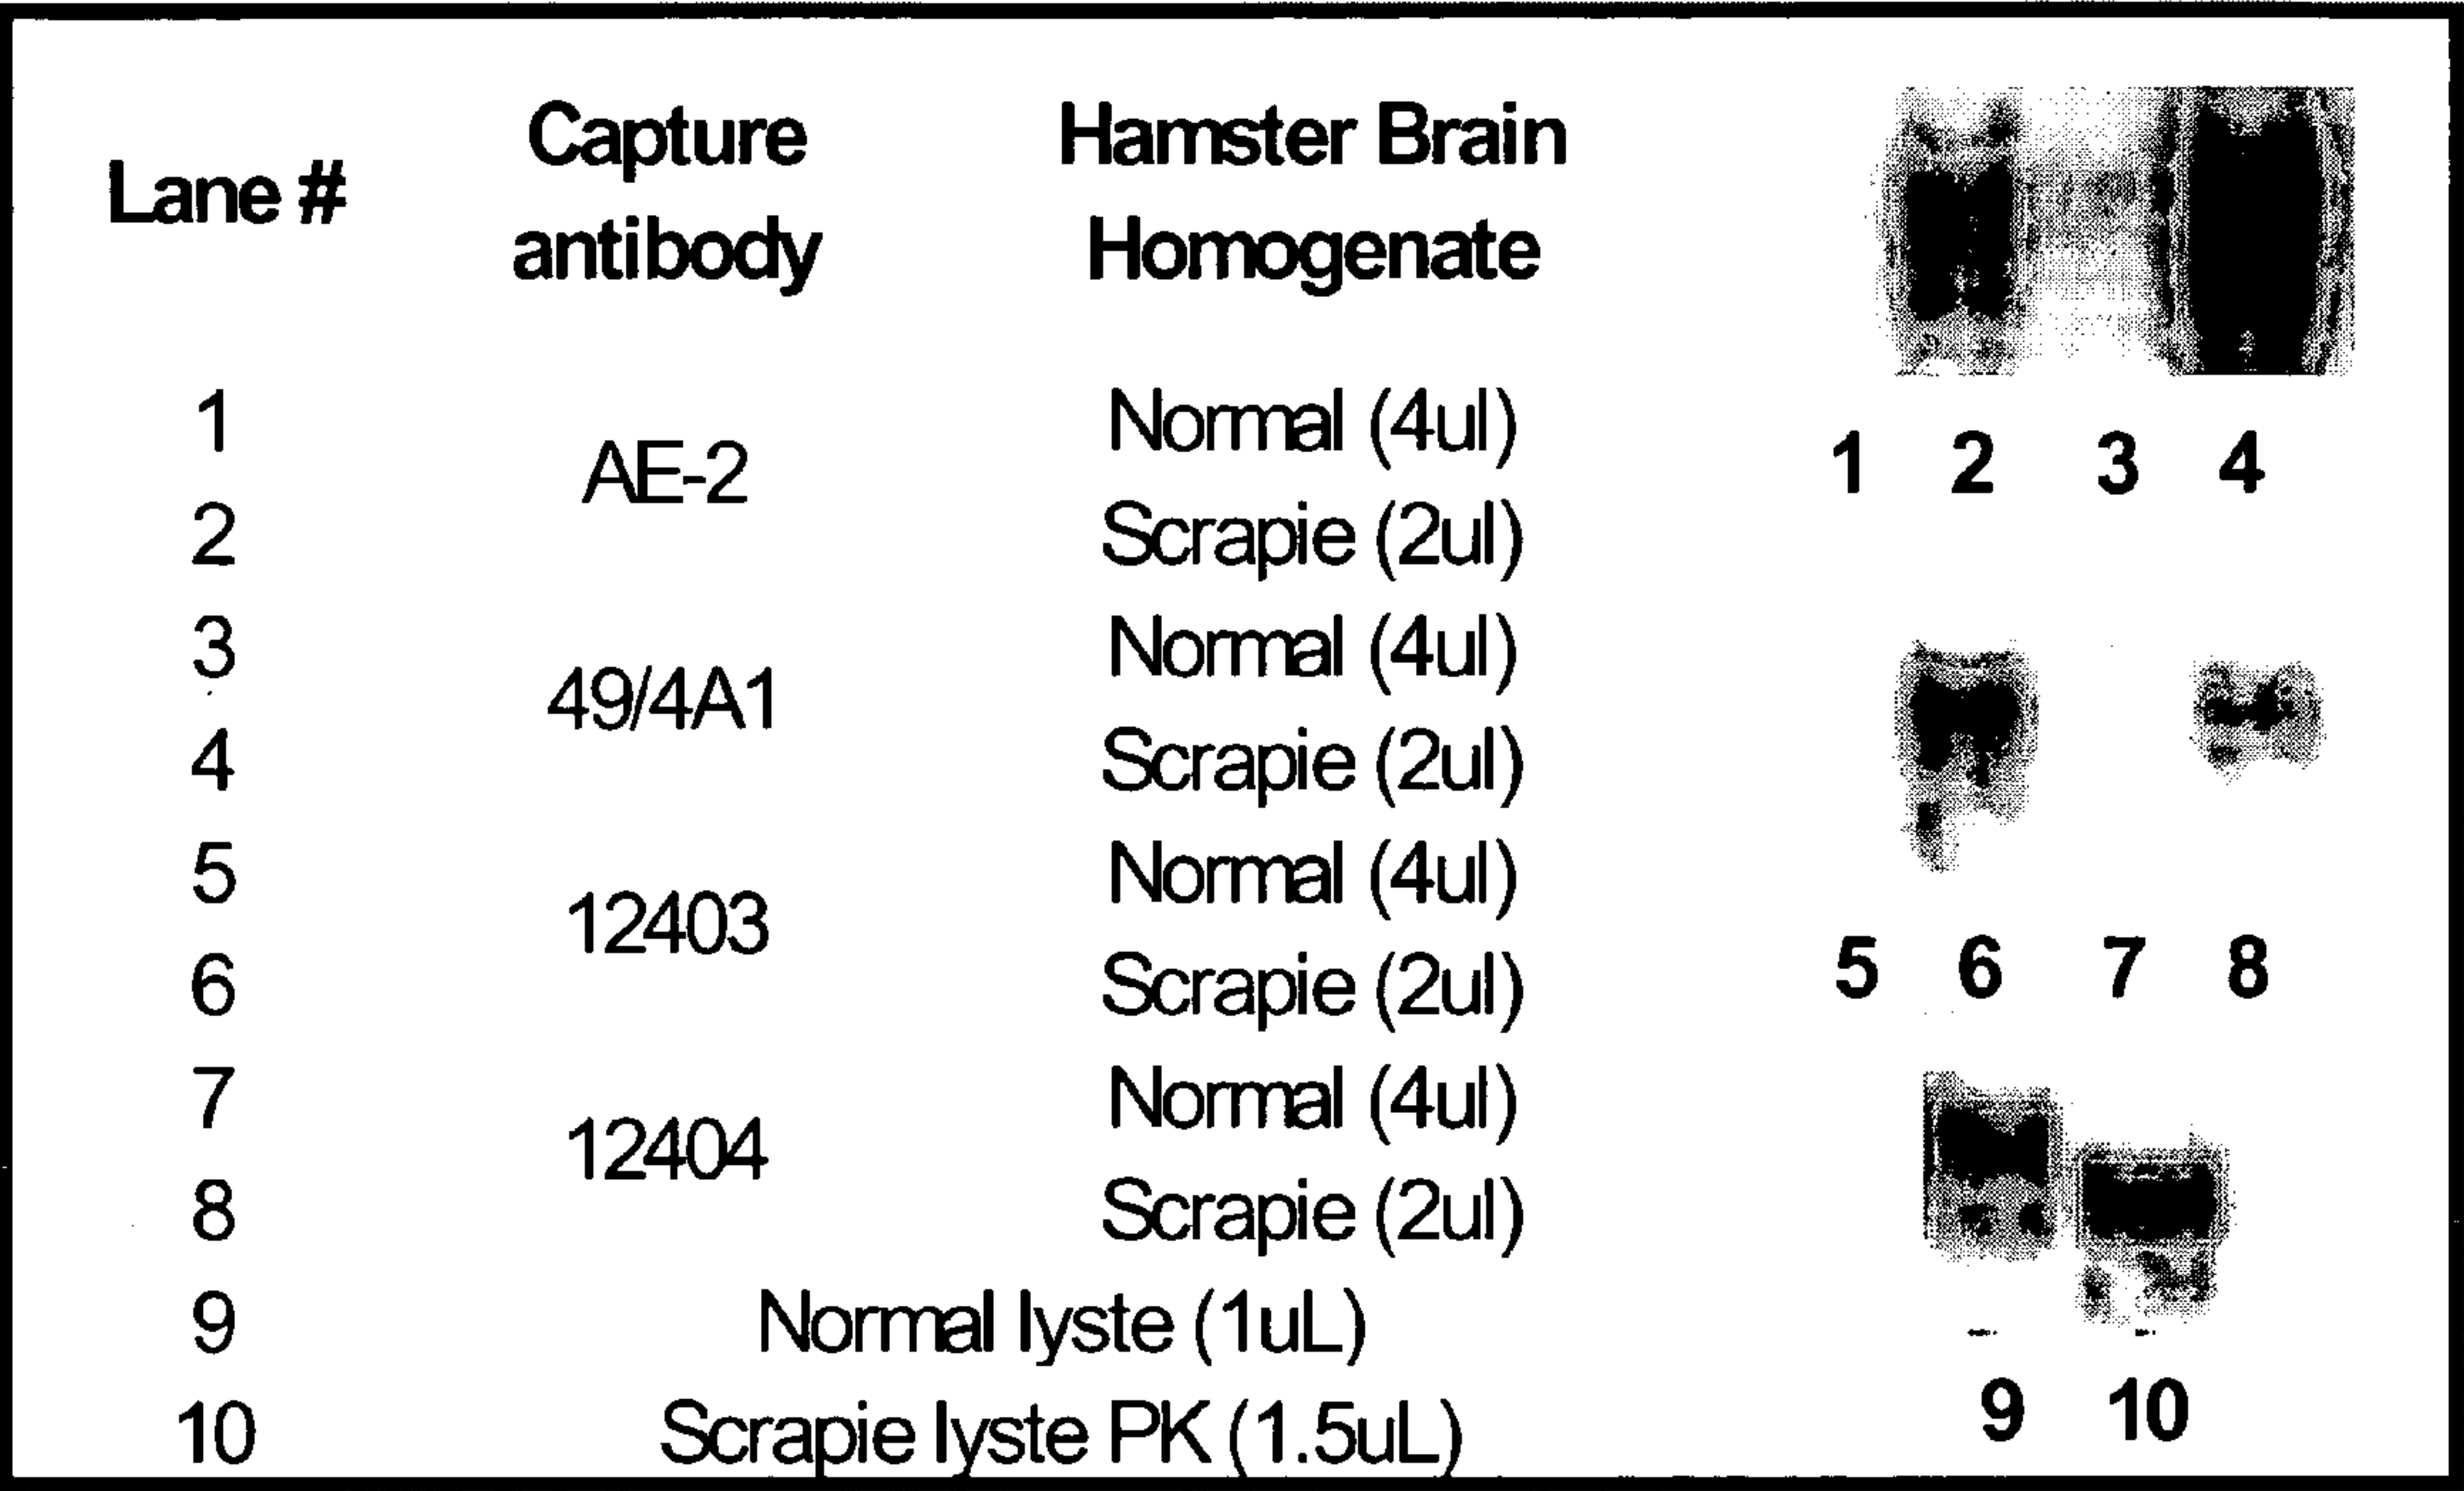 Lane # Capture antibody Hamster Brain Homogenate
1 AE-2 Normal (4ul)
2 Scrapie (2ul)
3 49/4A1 Normal (4ul)
4 Scrapie (2ul)
5 12403 Normal (4ul)
6 Scrapie (2ul)
7 12404 Normal (4ul)
8 Scrapie (2ul)
9 Normal lyste (1uL)
10 Scrapie lyste PK (1.5uL)
1 2 3 4
5 6 7 8
9 10